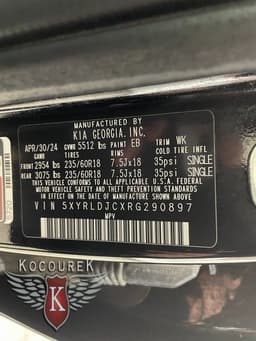 MANUFACTURED BY
KIA GEORGIA, INC.
APR/30/24 GVWR 5512 lbs PAINT EB TRIM WK
GAWR TIRES RIMS COLD TIRE INFL
FRONT 2954 lbs 235/60R18 7.5Jx18 35psi SINGLE
REAR 3075 lbs 235/60R18 7.5Jx18 35psi SINGLE
THIS VEHICLE CONFORMS TO ALL APPLICABLE U.S.A. FEDERAL
MOTOR VEHICLE SAFETY AND THEFT PREVENTION STANDARDS
IN EFFECT ON THE DATE OF MANUFACTURE SHOWN ABOVE.
VIN 5XYRLDJCXRG290897
MPV
KOCOUREK
K